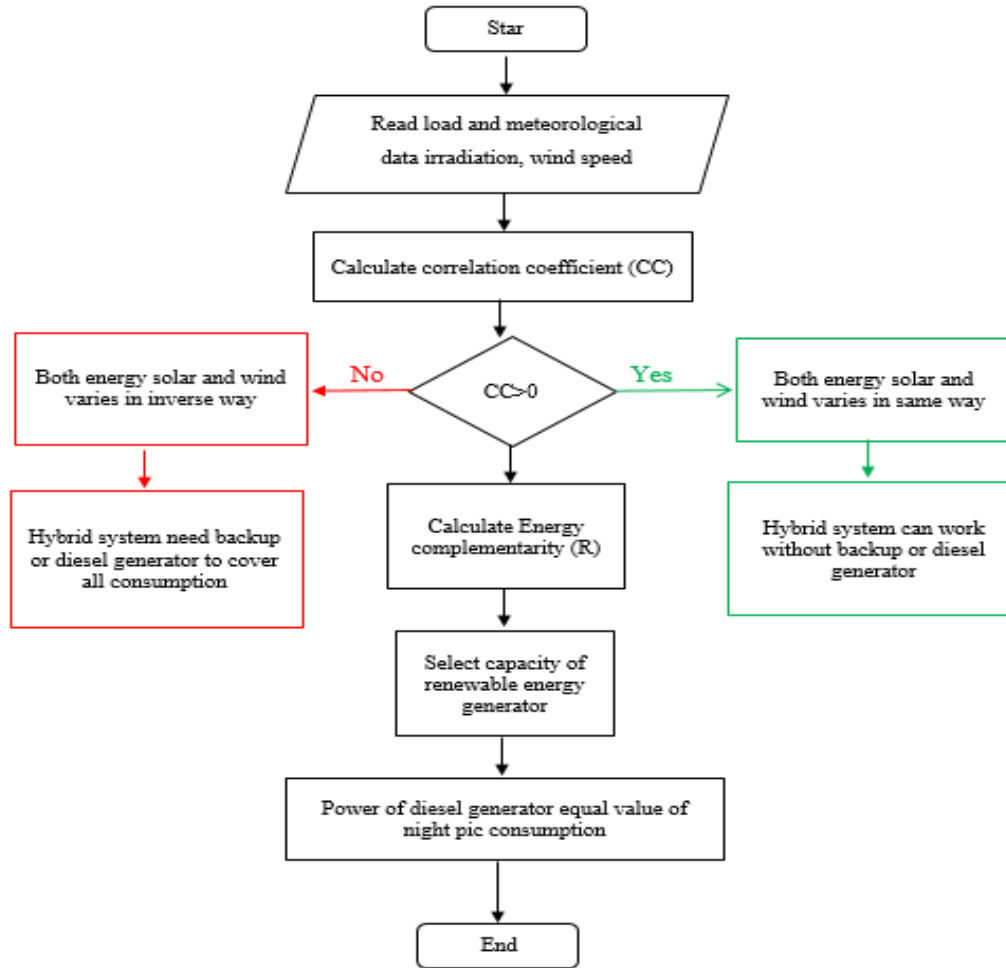 Star
Read load and meteorological
data irradiation, wind speed
Calculate correlation coefficient (CC)
No
CC>0
Yes
Both energy solar and wind
varies in inverse way
Both energy solar and
wind varies in same way
Hybrid system need backup
or diesel generator to cover
all consumption
Calculate Energy
complementarity (R)
Hybrid system can work
without backup or diesel
generator
Select capacity of
renewable energy
generator
Power of diesel generator equal value of
night pic consumption
End